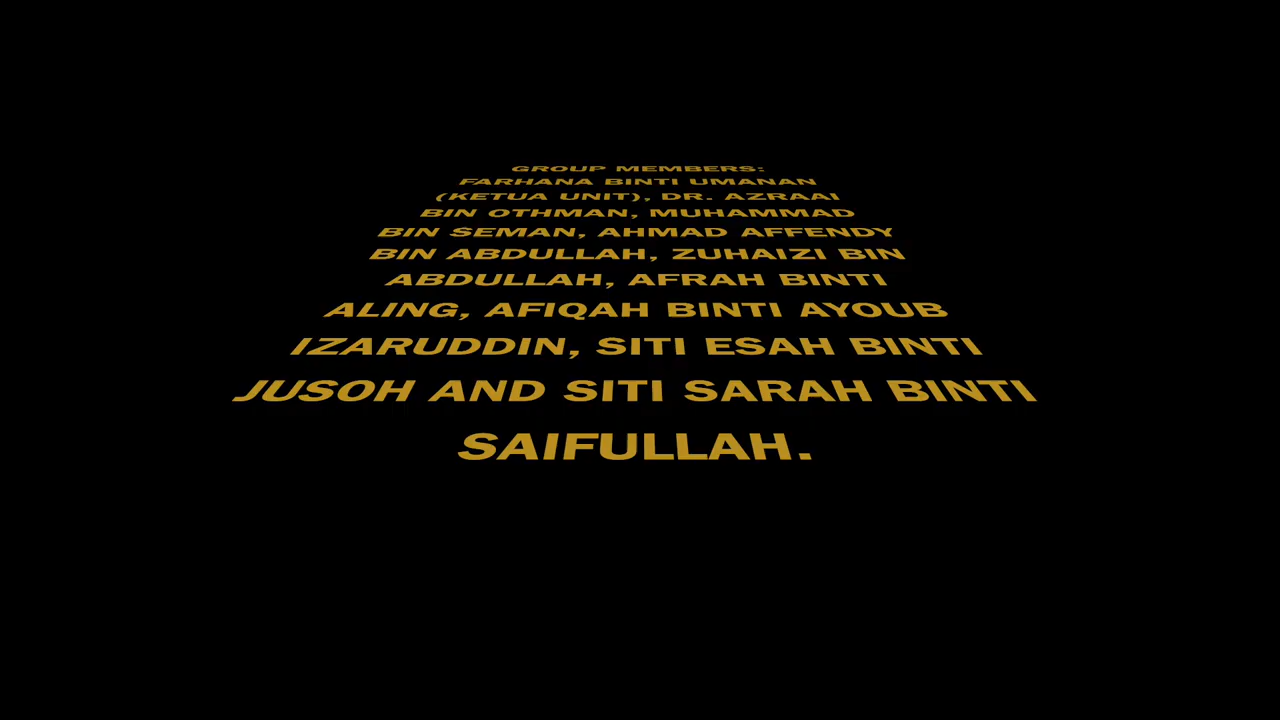 GROUP MEMBERS:
FARHANA BINTI UMANAN
(KETUA UNIT), DR. AZRAAI
BIN OTHMAN, MUHAMMAD
BIN SEMAN, AHMAD AFFENDY
BIN ABDULLAH, ZUHAIZI BIN
ABDULLAH, AFRAH BINTI
ALING, AFIQAH BINTI AYOUB
IZARUDDIN, SITI ESAH BINTI
JUSOH AND SITI SARAH BINTI
SAIFULLAH.